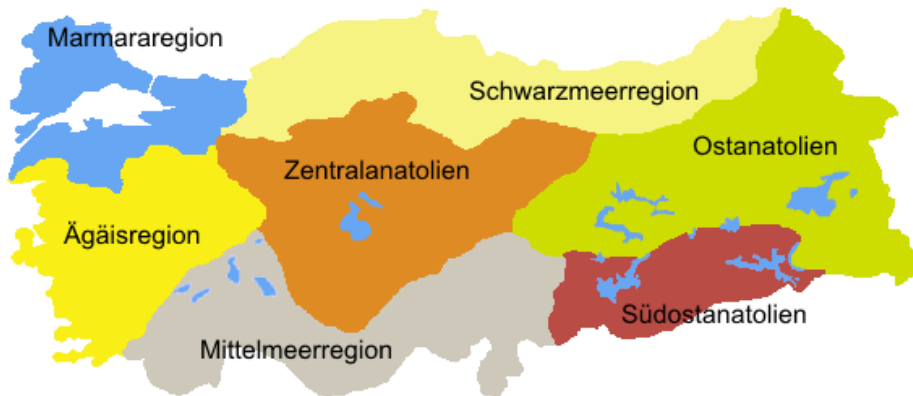 Marmararegion
Schwarzmeerregion
Ostanatolien
Zentralanatolien
Ägäisregion
Südostanatolien
Mittelmeerregion